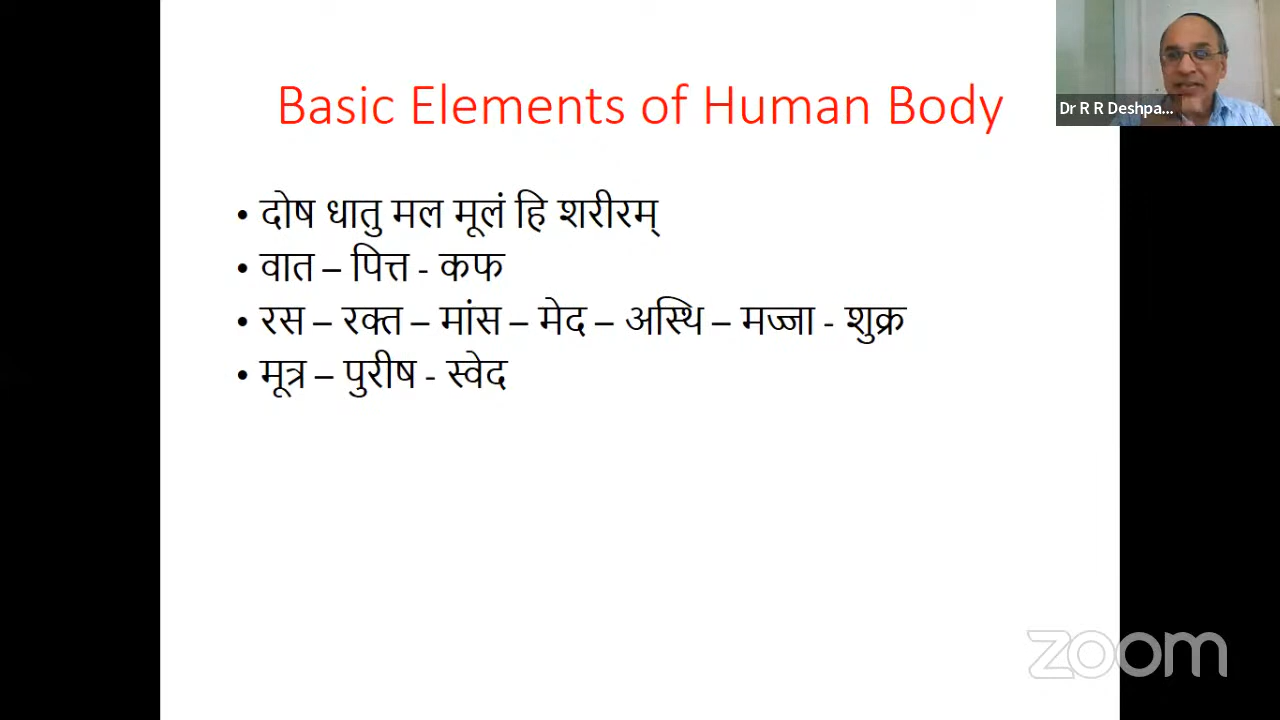 Basic Elements of Human Body
Dr R R Deshpa...
• दोष धातु मल मूलं हि शरीरम्
• वात – पित्त - कफ
• रस – रक्त – मांस – मेद – अस्थि – मज्जा - शुक्र
• मूत्र – पुरीष - स्वेद
zoom